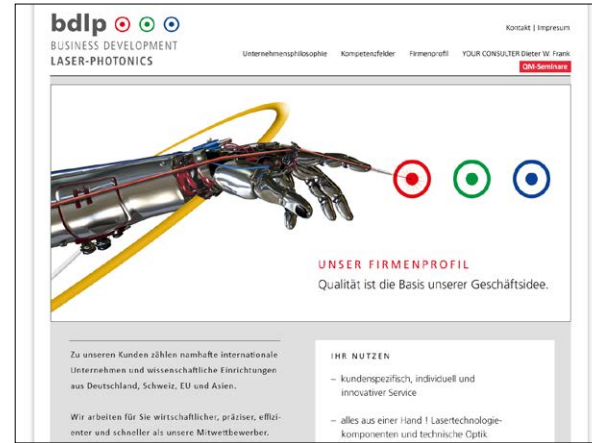 bdlp
BUSINESS DEVELOPMENT
LASER-PHOTONICS
Kontakt | Impresum
Unternehmensphilosophie Kompetenzfelder Firmenprofil YOUR CONSULTER Dieter W. Frank
QM-Seminare
UNSER FIRMENPROFIL
Qualität ist die Basis unserer Geschäftsidee.
Zu unseren Kunden zählen namhafte internationale
Unternehmen und wissenschaftliche Einrichtungen
aus Deutschland, Schweiz, EU und Asien.
Wir arbeiten für Sie wirtschaftlicher, präziser, effizi-
enter und schneller als unsere Mitwettbewerber.
IHR NUTZEN
– kundenspezifisch, individuell und
innovativer Service
– alles aus einer Hand ! Lasertechnologie-
komponenten und technische Optik